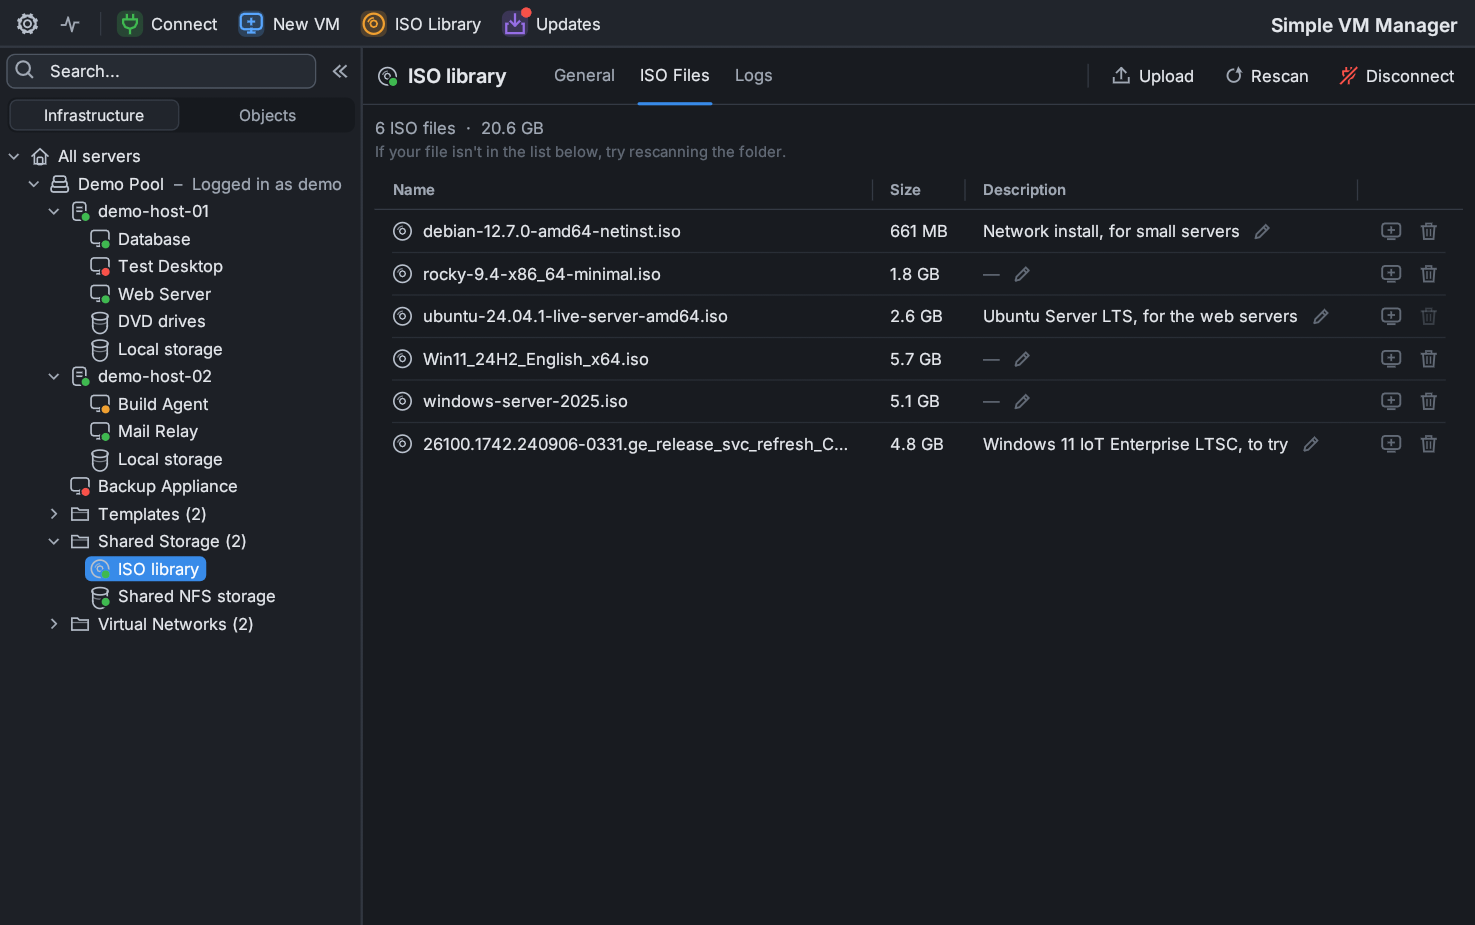 Connect New VM ISO Library Updates Simple VM Manager
Search...
Infrastructure Objects
All servers
Demo Pool – Logged in as demo
demo-host-01
Database
Test Desktop
Web Server
DVD drives
Local storage
demo-host-02
Build Agent
Mail Relay
Local storage
Backup Appliance
Templates (2)
Shared Storage (2)
ISO library
Shared NFS storage
Virtual Networks (2)
ISO library General ISO Files Logs Upload Rescan Disconnect
6 ISO files · 20.6 GB
If your file isn't in the list below, try rescanning the folder.
Name Size Description
debian-12.7.0-amd64-netinst.iso 661 MB Network install, for small servers
rocky-9.4-x86_64-minimal.iso 1.8 GB —
ubuntu-24.04.1-live-server-amd64.iso 2.6 GB Ubuntu Server LTS, for the web servers
Win11_24H2_English_x64.iso 5.7 GB —
windows-server-2025.iso 5.1 GB —
26100.1742.240906-0331.ge_release_svc_refresh_C... 4.8 GB Windows 11 IoT Enterprise LTSC, to try